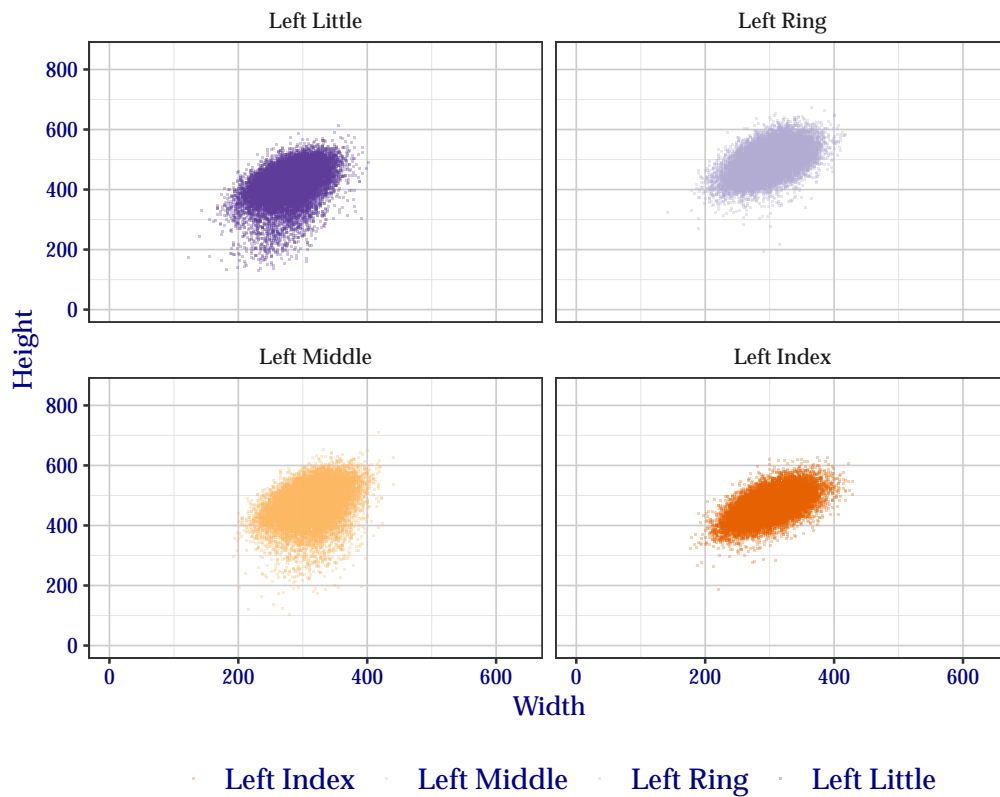 Left Little Left Ring
800
600
400
200
0
Height
Left Middle Left Index
800
600
400
200
0
0 200 400 600 0 200 400 600
Width
Left Index Left Middle Left Ring Left Little